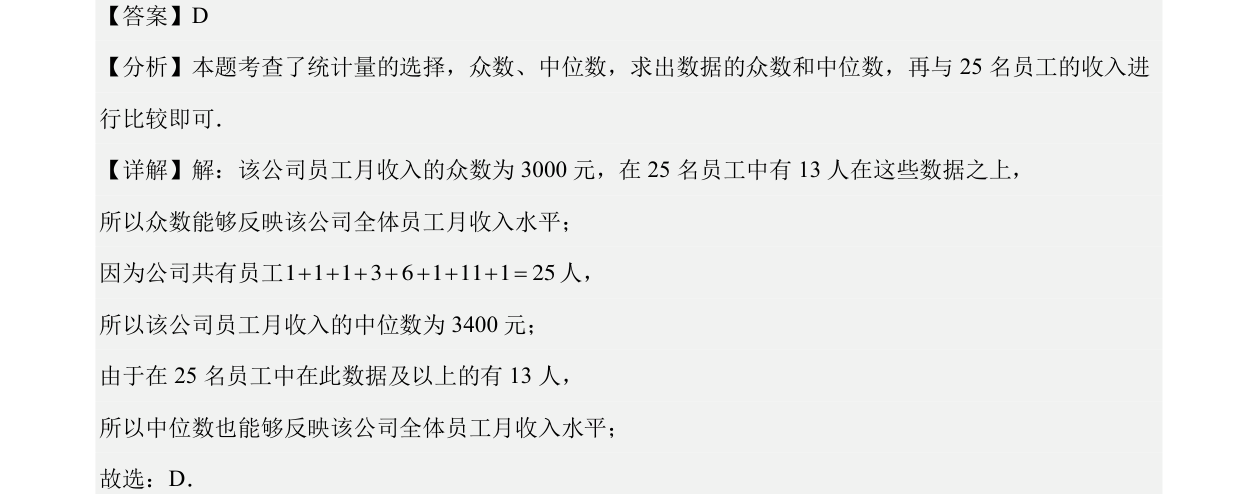 【答案】D
【分析】本题考查了统计量的选择，众数、中位数，求出数据的众数和中位数，再与 25 名员工的收入进
行比较即可．
【详解】解：该公司员工月收入的众数为 3000 元，在 25 名员工中有 13 人在这些数据之上，
所以众数能够反映该公司全体员工月收入水平；
因为公司共有员工1+1+1+3+6+1+11+1=25人，
所以该公司员工月收入的中位数为 3400 元；
由于在 25 名员工中在此数据及以上的有 13 人，
所以中位数也能够反映该公司全体员工月收入水平；
故选：D．